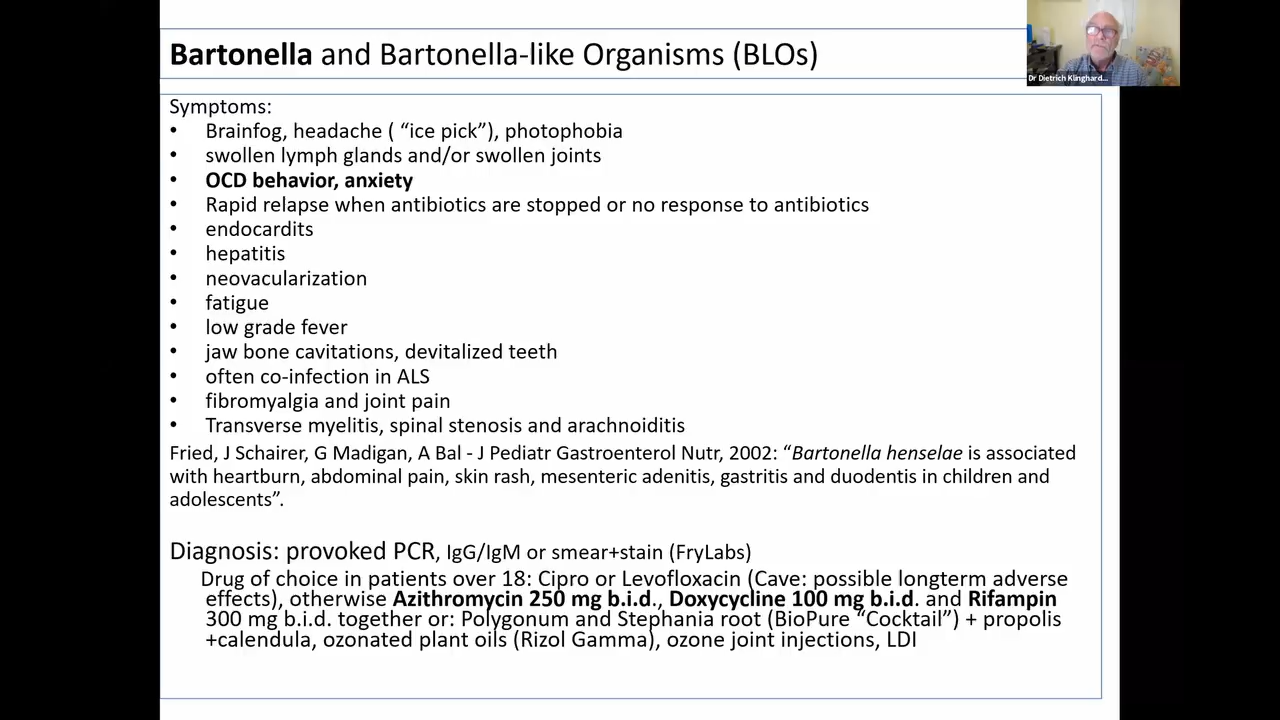 Bartonella and Bartonella-like Organisms (BLOs)
Dr Dietrich Klinghard...
Symptoms:
• Brainfog, headache ( “ice pick”), photophobia
• swollen lymph glands and/or swollen joints
• OCD behavior, anxiety
• Rapid relapse when antibiotics are stopped or no response to antibiotics
• endocardits
• hepatitis
• neovacularization
• fatigue
• low grade fever
• jaw bone cavitations, devitalized teeth
• often co-infection in ALS
• fibromyalgia and joint pain
• Transverse myelitis, spinal stenosis and arachnoiditis
Fried, J Schairer, G Madigan, A Bal - J Pediatr Gastroenterol Nutr, 2002: “Bartonella henselae is associated
with heartburn, abdominal pain, skin rash, mesenteric adenitis, gastritis and duodentis in children and
adolescents”.
Diagnosis: provoked PCR, IgG/IgM or smear+stain (FryLabs)
Drug of choice in patients over 18: Cipro or Levofloxacin (Cave: possible longterm adverse
effects), otherwise Azithromycin 250 mg b.i.d., Doxycycline 100 mg b.i.d. and Rifampin
300 mg b.i.d. together or: Polygonum and Stephania root (BioPure “Cocktail”) + propolis
+calendula, ozonated plant oils (Rizol Gamma), ozone joint injections, LDI